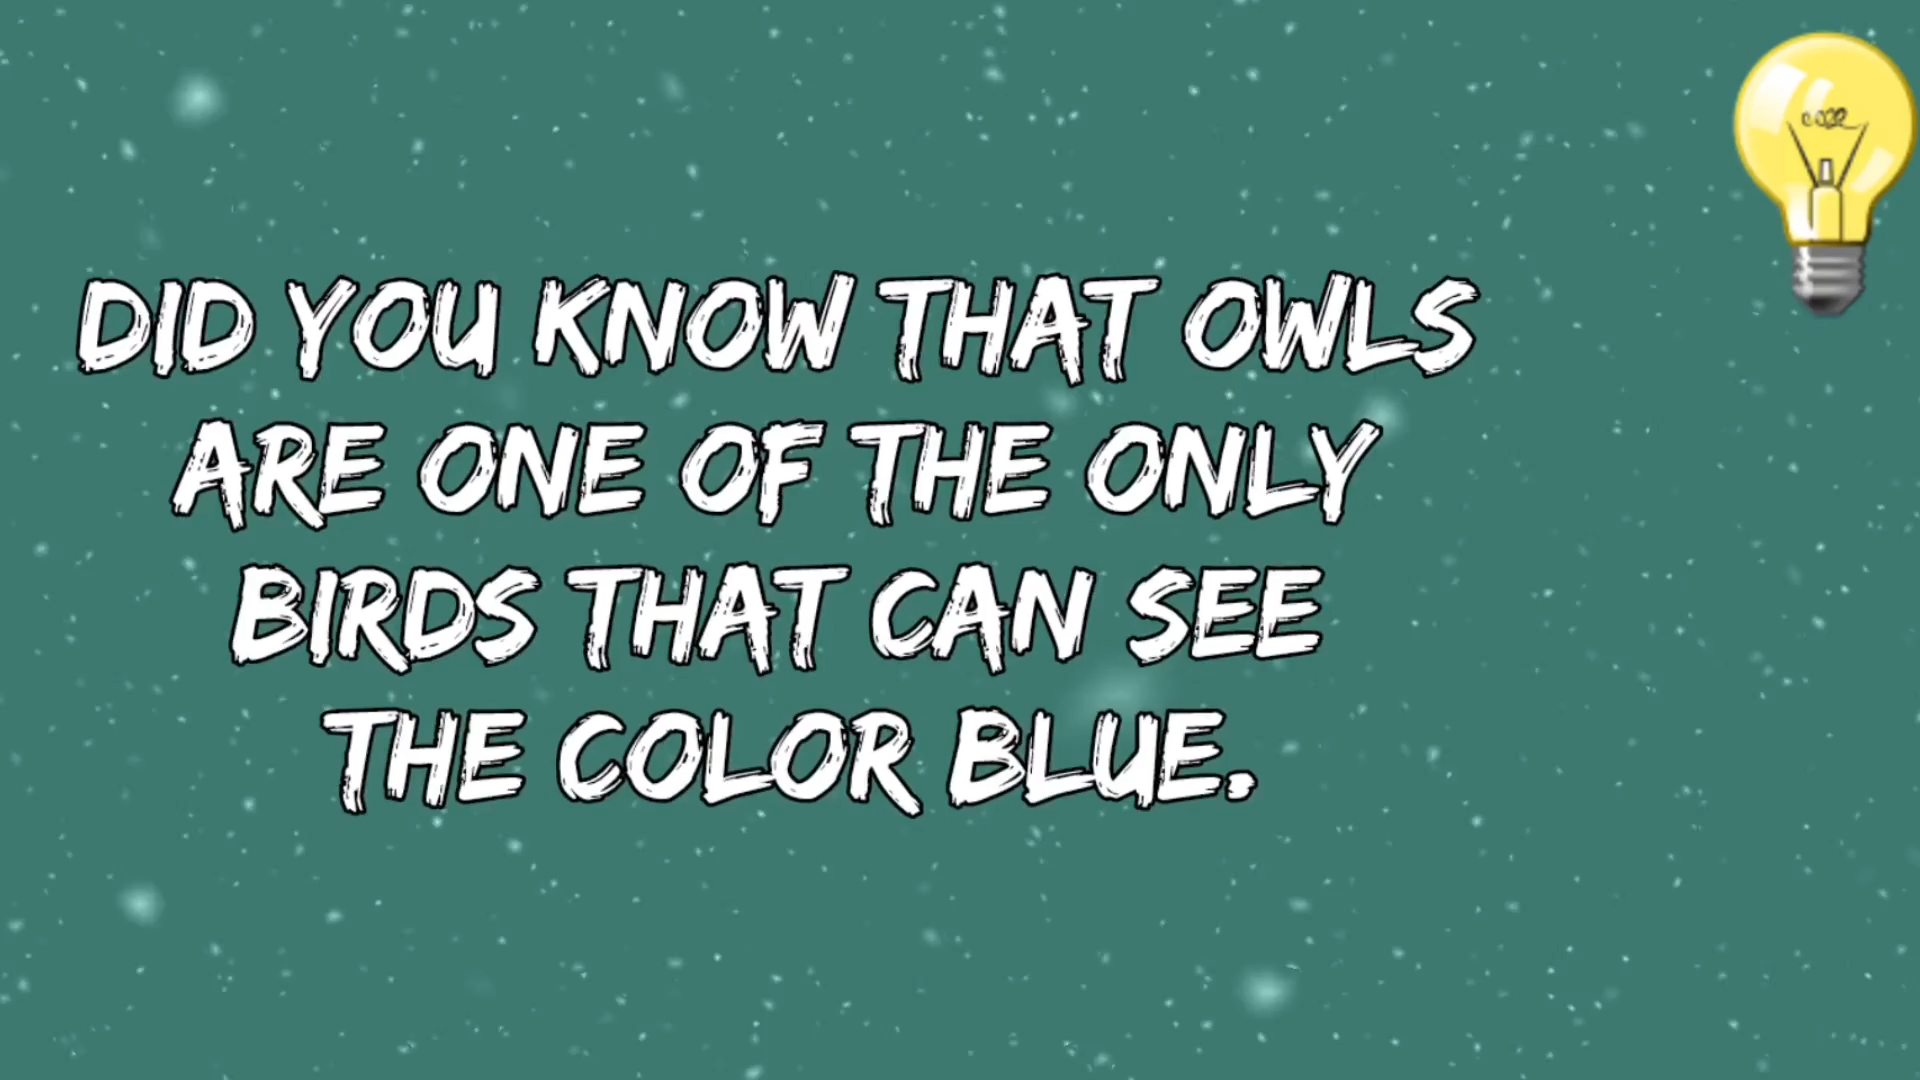 DID YOU KNOW THAT OWLS
ARE ONE OF THE ONLY
BIRDS THAT CAN SEE
THE COLOR BLUE.